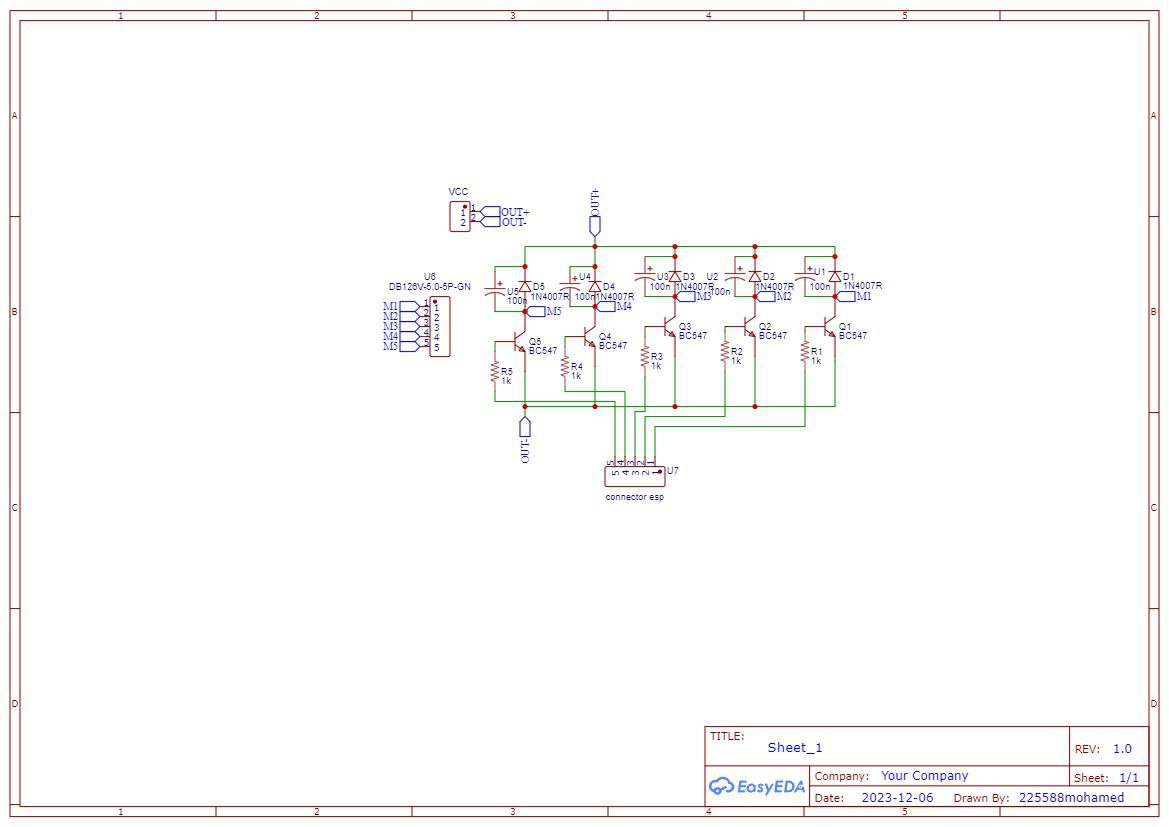 1 2 3 4 5
A A
VCC
1 1 OUT+
2 2 OUT-
OUT+
U6
DB126V-5.0-5P-GN
M1 1 1
M2 2 2
M3 3 3
M4 4 4
M5 5 5
B B
+ U5 100n D5 1N4007R M5
+ U4 100n D4 1N4007R M4
+ U3 100n D3 1N4007R M3
+ U2 100n D2 1N4007R M2
+ U1 100n D1 1N4007R M1
Q5 BC547
Q4 BC547
Q3 BC547
Q2 BC547
Q1 BC547
R5 1k
R4 1k
R3 1k
R2 1k
R1 1k
OUT-
5 4 3 2 1
5 4 3 2 1
U7
connector esp
C C
D D
TITLE:
Sheet_1
REV: 1.0
EasyEDA
Company: Your Company
Sheet: 1/1
Date: 2023-12-06 Drawn By: 225588mohamed
1 2 3 4 5